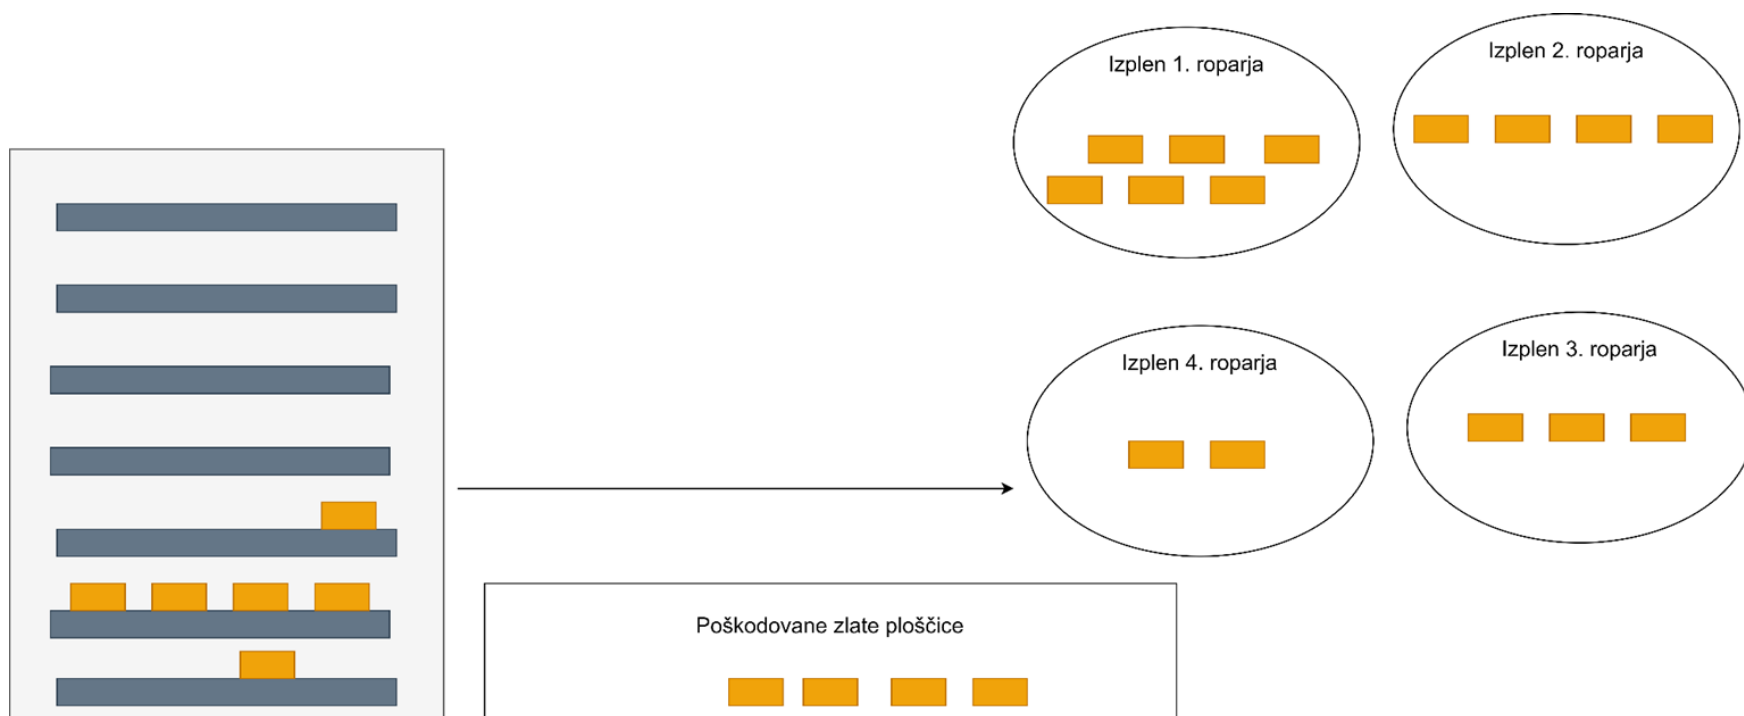 Izplen 1. roparja
Izplen 2. roparja
Izplen 4. roparja
Izplen 3. roparja
Poškodovane zlate ploščice